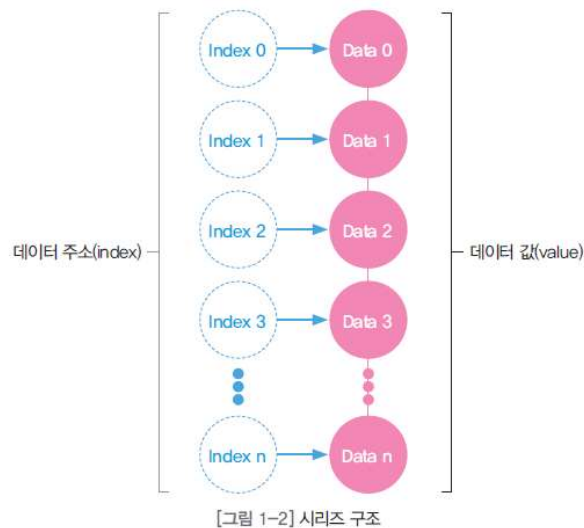 Index 0 Data 0
Index 1 Data 1
Index 2 Data 2
데이터 주소(index) 데이터 값(value)
Index 3 Data 3
Index n Data n
[그림 1-2] 시리즈 구조